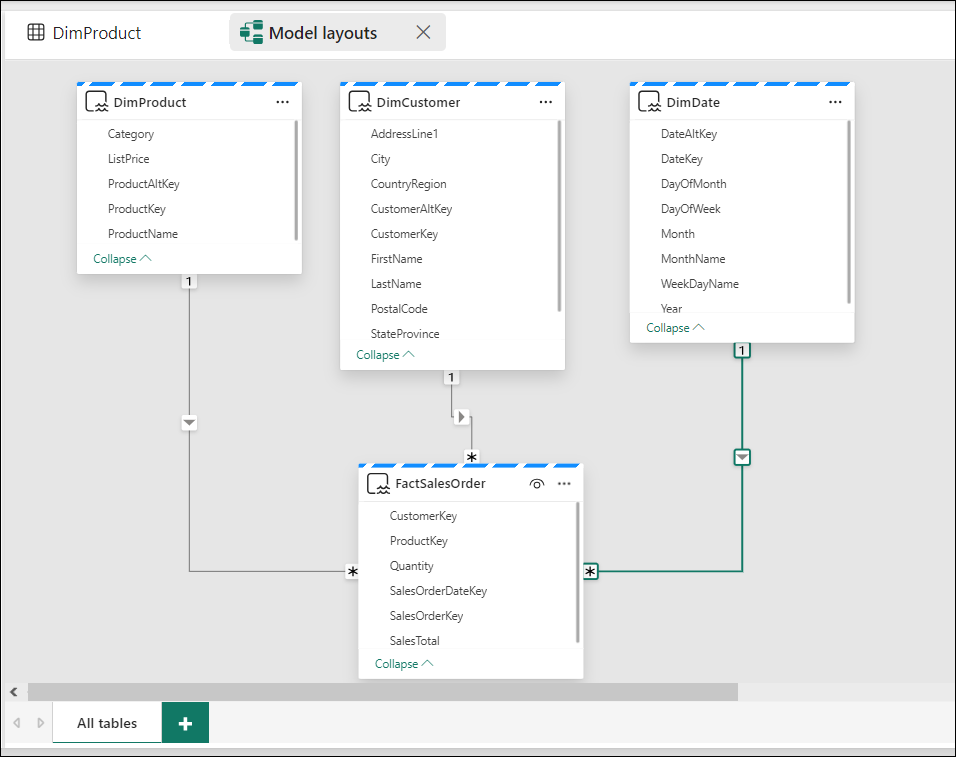 DimProduct
Model layouts
DimProduct
Category
ListPrice
ProductAltKey
ProductKey
ProductName
Collapse
1
DimCustomer
AddressLine1
City
CountryRegion
CustomerAltKey
CustomerKey
FirstName
LastName
PostalCode
StateProvince
Collapse
1
*
DimDate
DateAltKey
DateKey
DayOfMonth
DayOfWeek
Month
MonthName
WeekDayName
Year
Collapse
1
FactSalesOrder
CustomerKey
ProductKey
Quantity
SalesOrderDateKey
SalesOrderKey
SalesTotal
Collapse
*
*
All tables
+